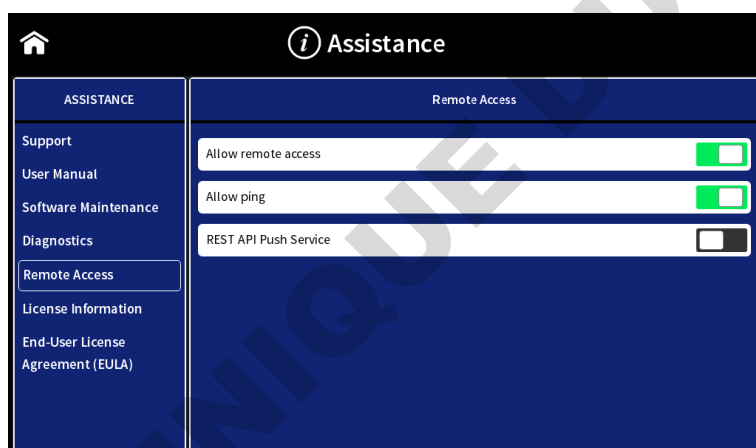 Assistance
ASSISTANCE
Support
User Manual
Software Maintenance
Diagnostics
Remote Access
License Information
End-User License
Agreement (EULA)
Remote Access
Allow remote access
Allow ping
REST API Push Service